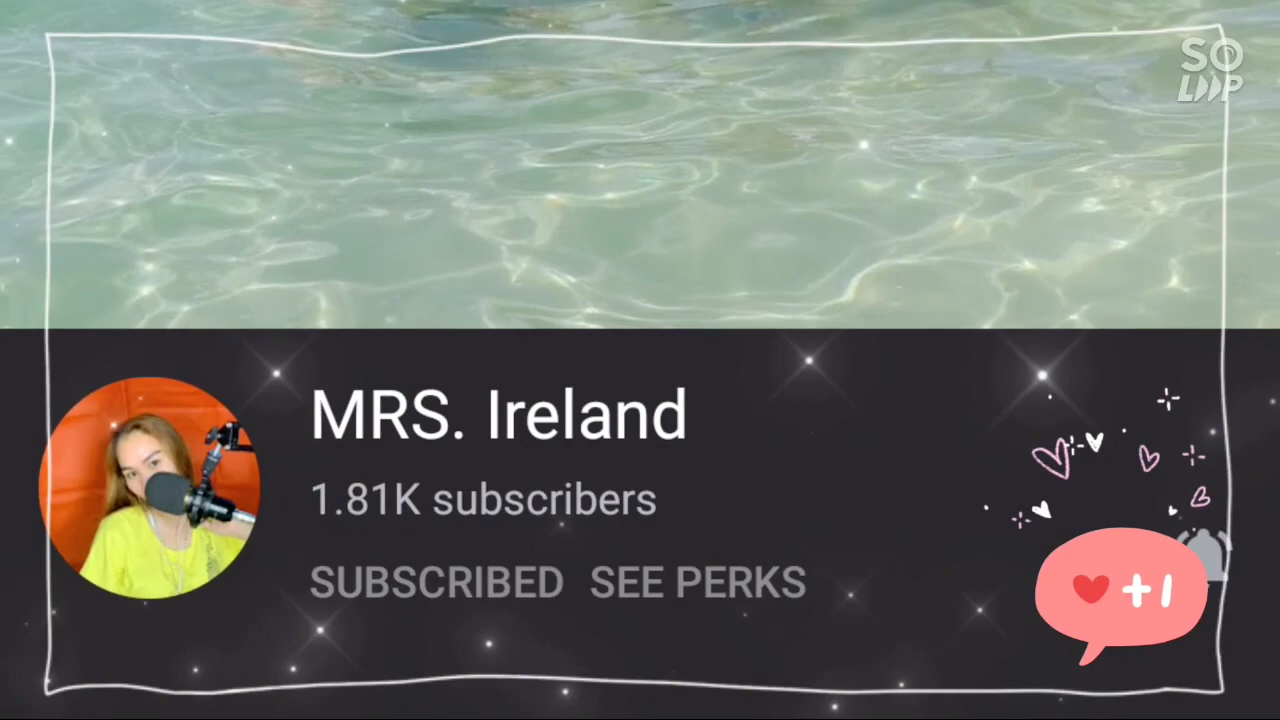 SO
LOOP
MRS. Ireland
1.81K subscribers
SUBSCRIBED SEE PERKS
+1